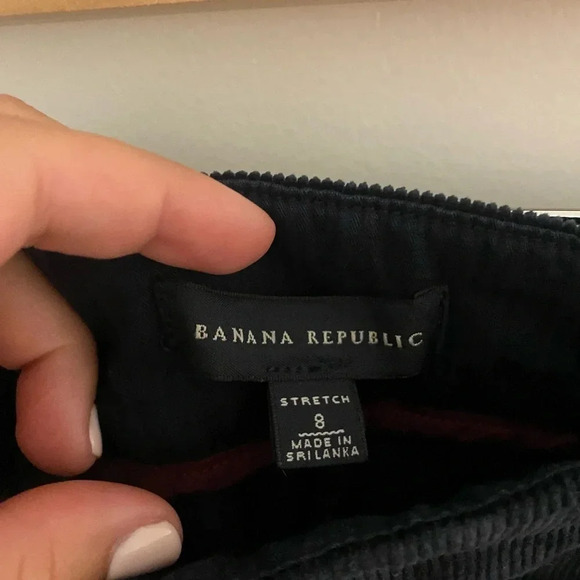 BANANA REPUBLIC
STRETCH
8
MADE IN
SRI LANKA